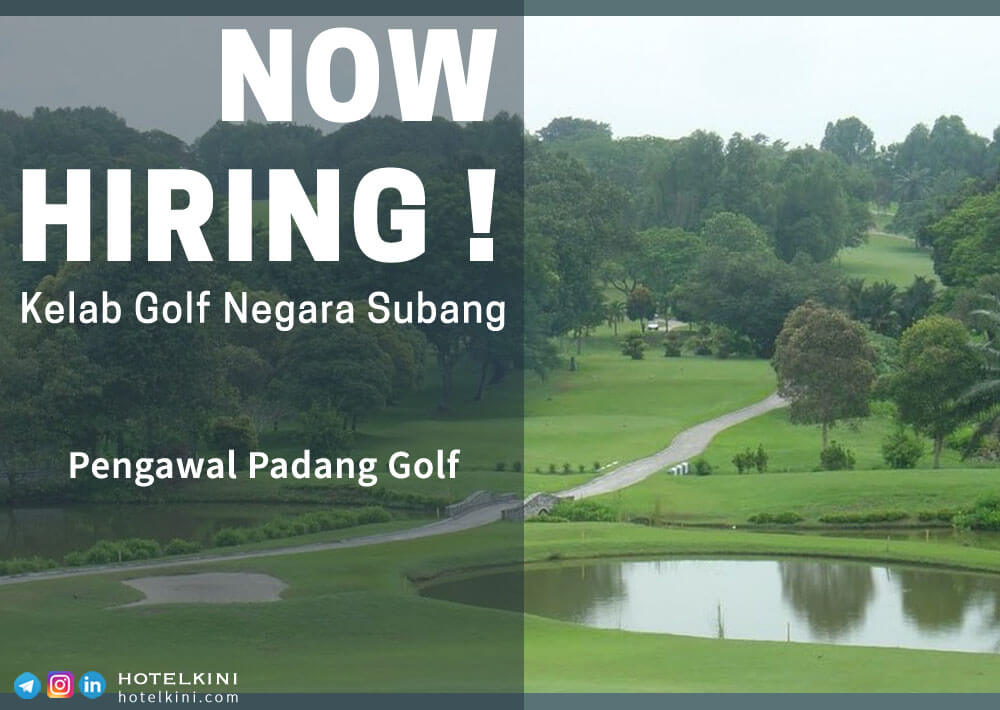 NOW
HIRING !
Kelab Golf Negara Subang
Pengawal Padang Golf
HOTELKINI
hotelkini.com